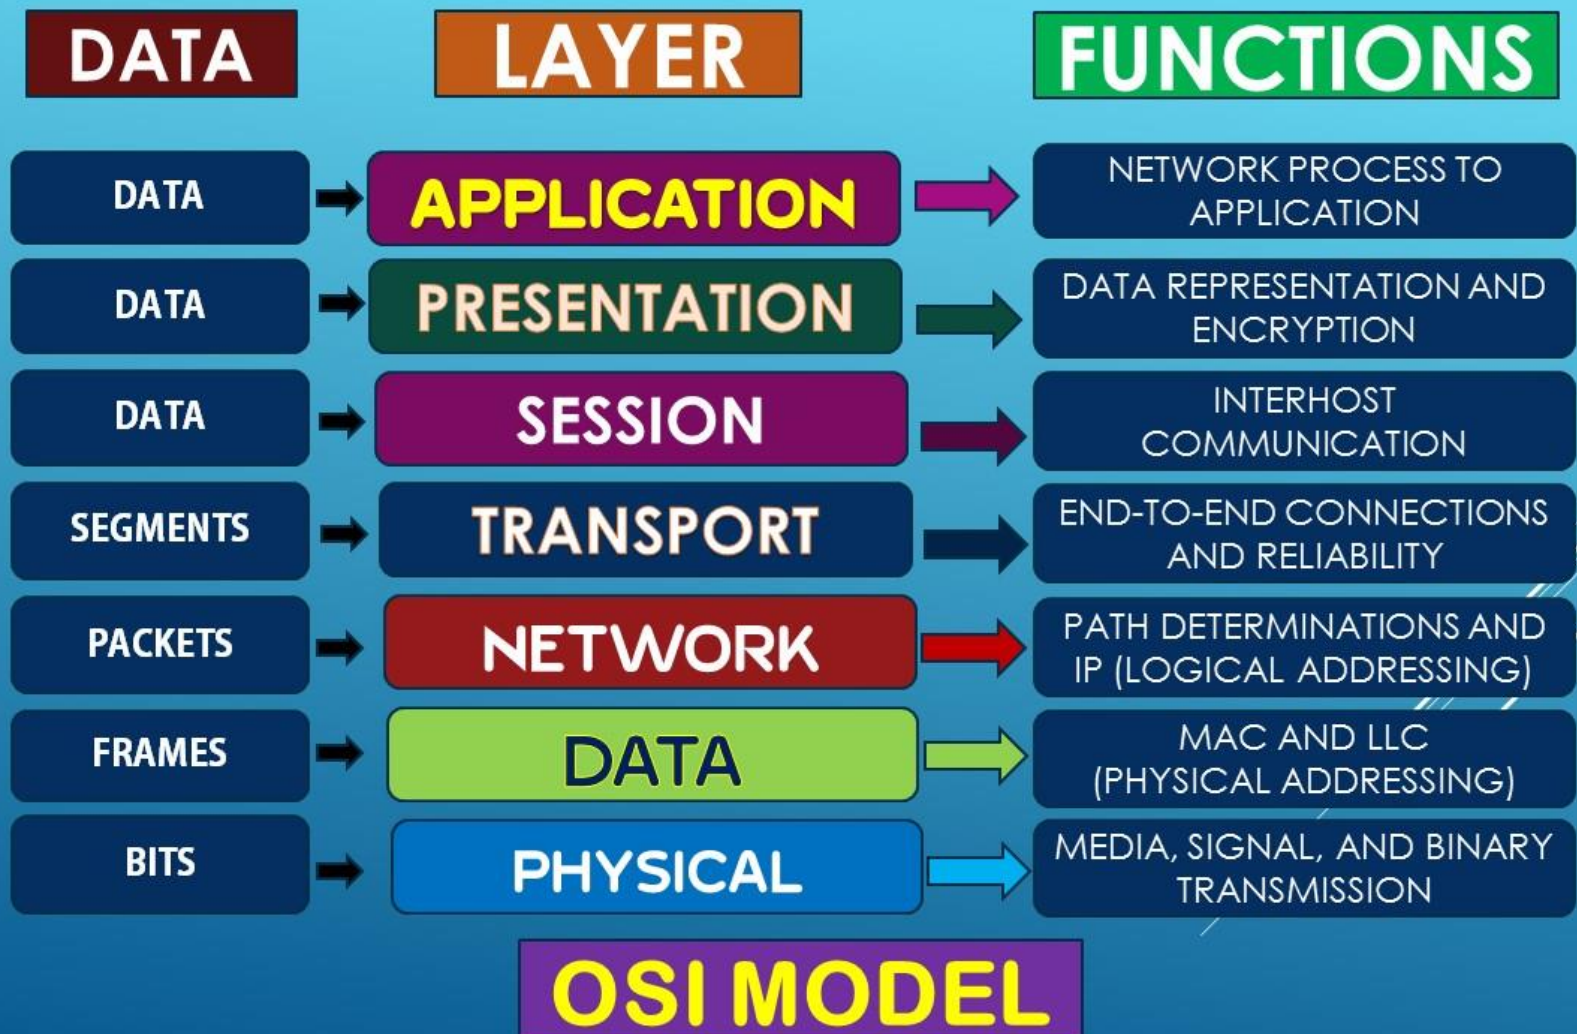 DATA LAYER FUNCTIONS
DATA APPLICATION NETWORK PROCESS TO
APPLICATION
DATA PRESENTATION DATA REPRESENTATION AND
ENCRYPTION
DATA SESSION INTERHOST
COMMUNICATION
SEGMENTS TRANSPORT END-TO-END CONNECTIONS
AND RELIABILITY
PACKETS NETWORK PATH DETERMINATIONS AND
IP (LOGICAL ADDRESSING)
FRAMES DATA MAC AND LLC
(PHYSICAL ADDRESSING)
BITS PHYSICAL MEDIA, SIGNAL, AND BINARY
TRANSMISSION
OSI MODEL